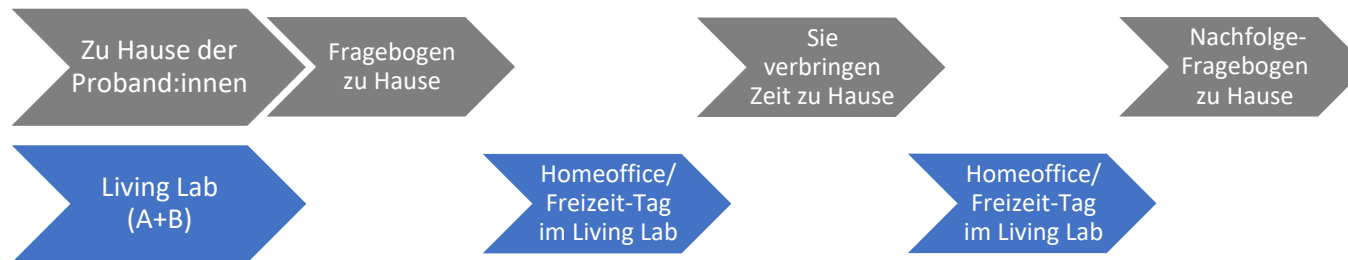 Zu Hause der
Proband:innen
Fragebogen
zu Hause
Sie
verbringen
Zeit zu Hause
Nachfolge-
Fragebogen
zu Hause
Living Lab
(A+B)
Homeoffice/
Freizeit-Tag
im Living Lab
Homeoffice/
Freizeit-Tag
im Living Lab